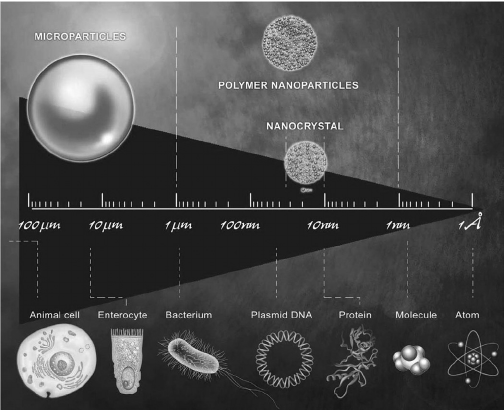 MICROPARTICLES
POLYMER NANOPARTICLES
NANOCRYSTAL
100μm 10μm 1μm 100nm 10nm 1nm 1Å
Animal cell Enterocyte Bacterium Plasmid DNA Protein Molecule Atom